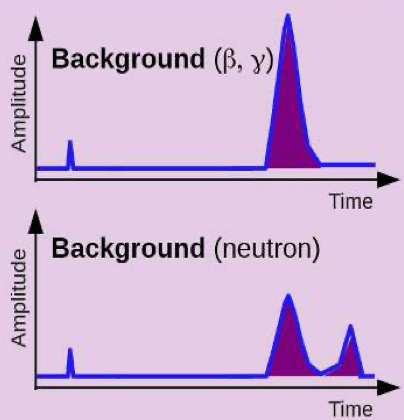 Amplitude
Background (β, γ)
Time
Amplitude
Background (neutron)
Time